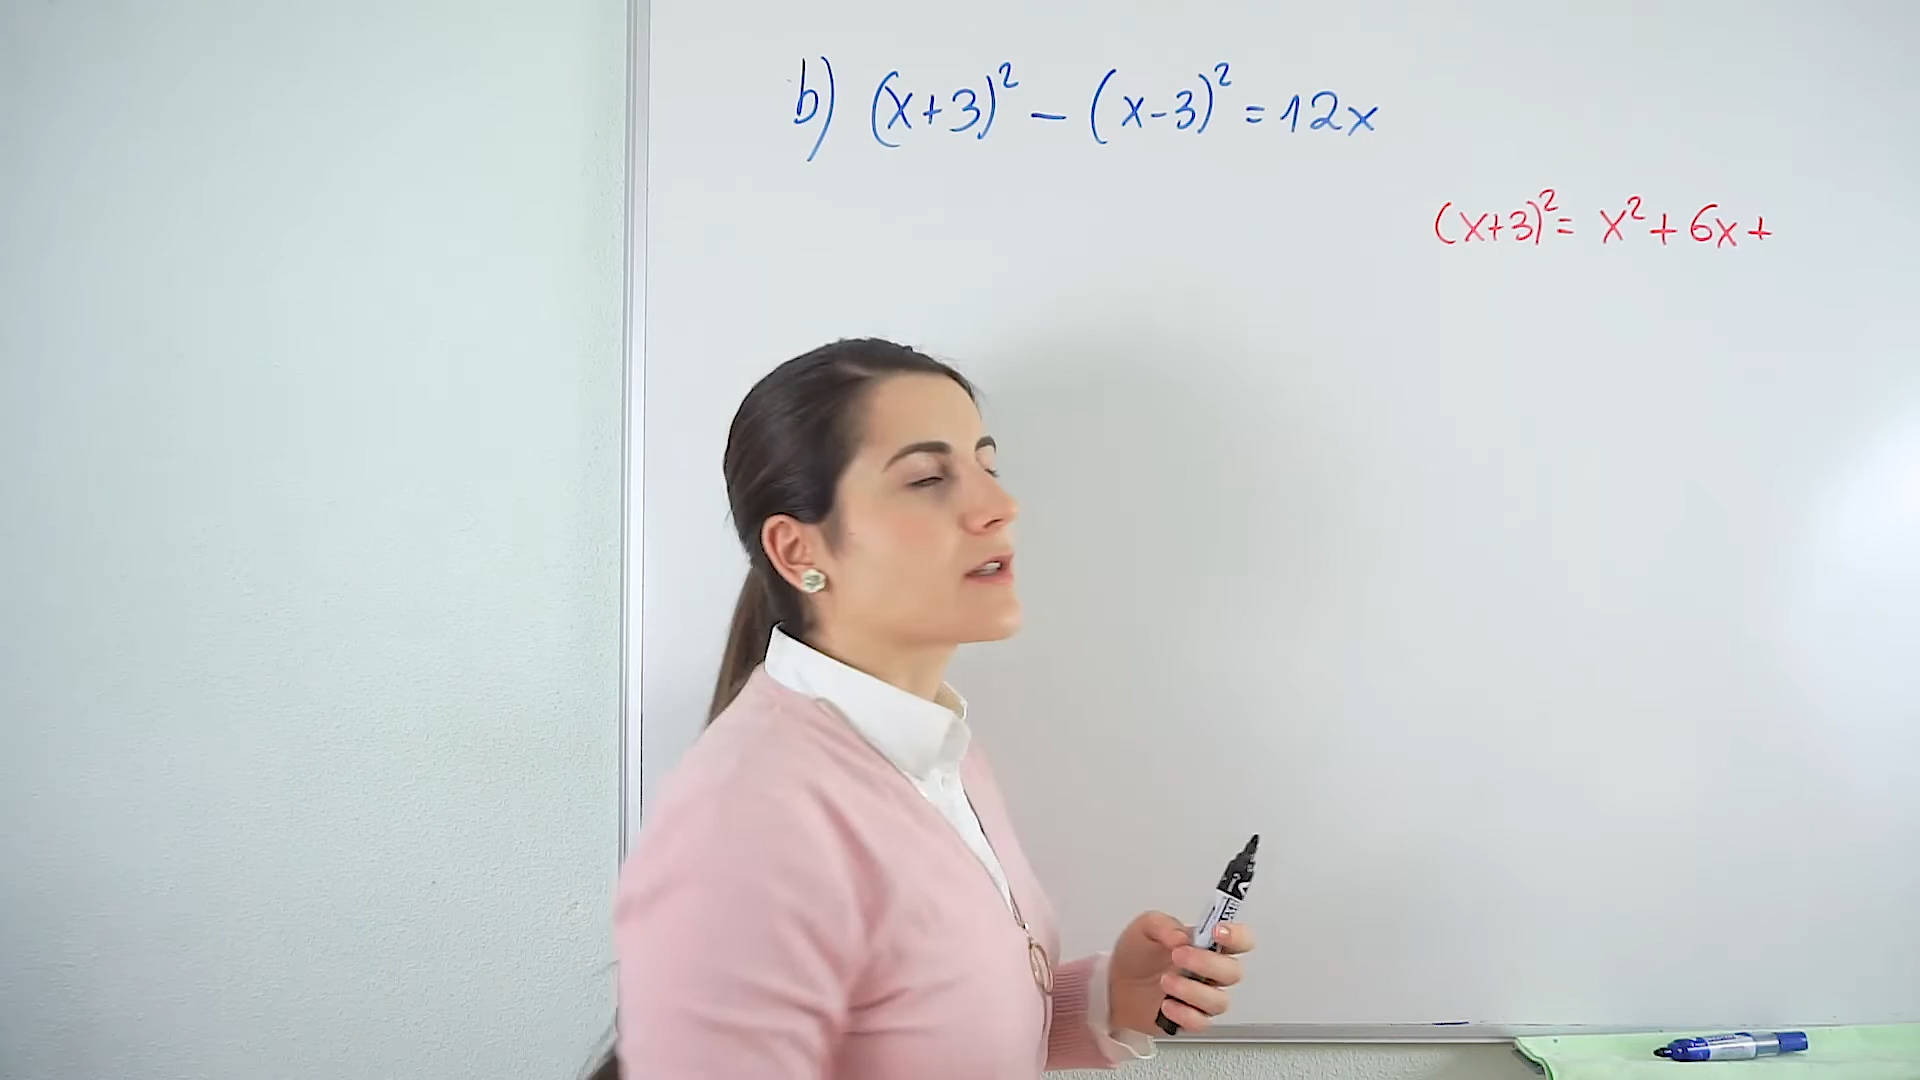 b) (x+3)² - (x-3)² = 12x
(x+3)² = x² + 6x +